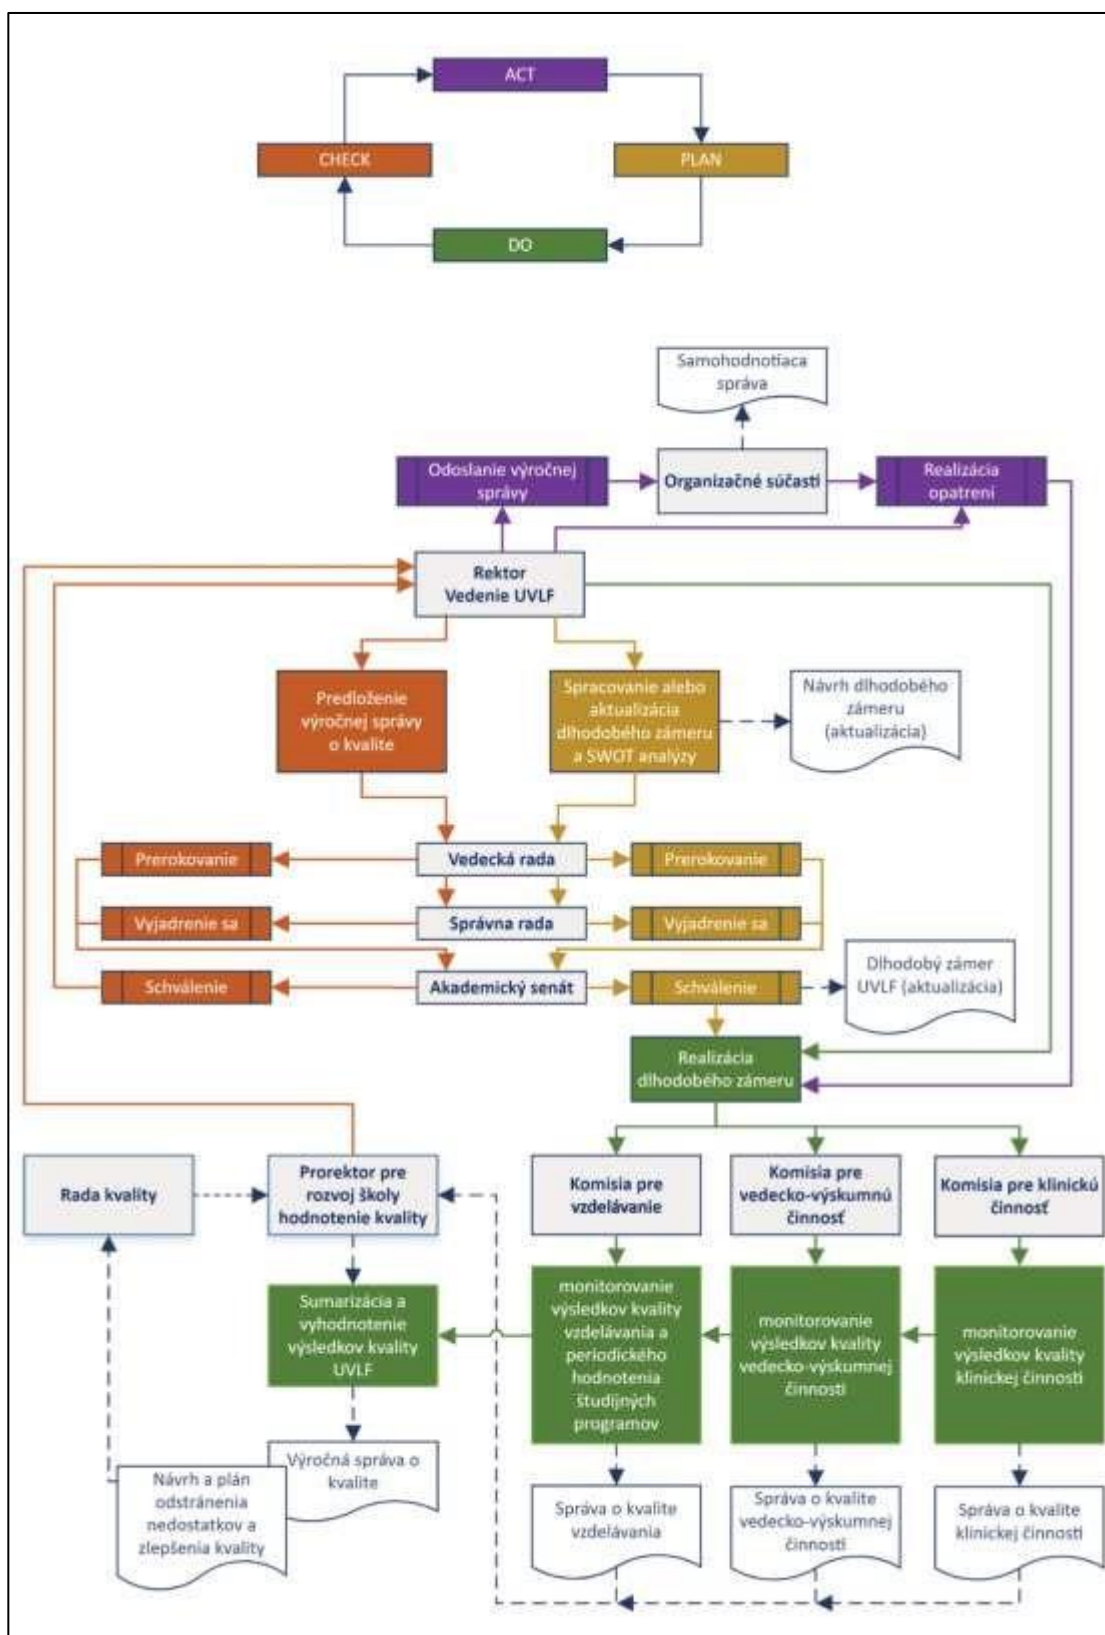 ACT
CHECK
PLAN
DO
Samohodnotiaca
správa
Odoslanie výročnej
správy
Organizačné súčasti
Realizácia
opatrení
Rektor
Vedenie UVLF
Predloženie
výročnej správy
o kvalite
Spracovanie alebo
aktualizácia
dlhodobého zámeru
a SWOT analýzy
Návrh dlhodobého
zámeru
(aktualizácia)
Prerokovanie
Vedecká rada
Prerokovanie
Vyjadrenie sa
Správna rada
Vyjadrenie sa
Schválenie
Akademický senát
Schválenie
Dlhodobý zámer
UVLF (aktualizácia)
Realizácia
dlhodobého zámeru
Rada kvality
Prorektor pre
rozvoj školy
hodnotenie kvality
Komisia pre
vzdelávanie
Komisia pre
vedecko-výskumnú
činnosť
Komisia pre klinickú
činnosť
Sumarizácia a
vyhodnotenie
výsledkov kvality
UVLF
monitorovanie
výsledkov kvality
vzdelávania a
periodického
hodnotenia
študijných
programov
monitorovanie
výsledkov kvality
vedecko-výskumnej
činnosti
monitorovanie
výsledkov kvality
klinickej činnosti
Výročná správa o
kvalite
Návrh a plán
odstránenia
nedostatkov a
zlepšenia kvality
Správa o kvalite
vzdelávania
Správa o kvalite
vedecko-výskumnej
činnosti
Správa o kvalite
klinickej činnosti